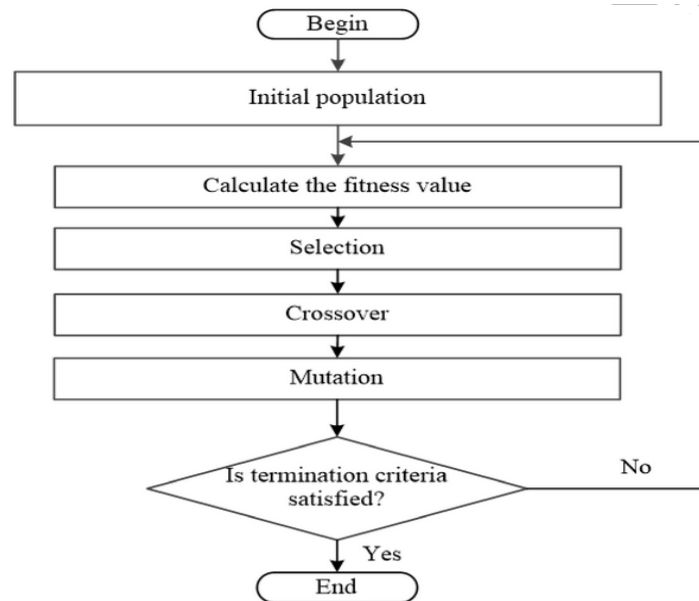 Begin
Initial population
Calculate the fitness value
Selection
Crossover
Mutation
Is termination criteria
satisfied?
No
Yes
End